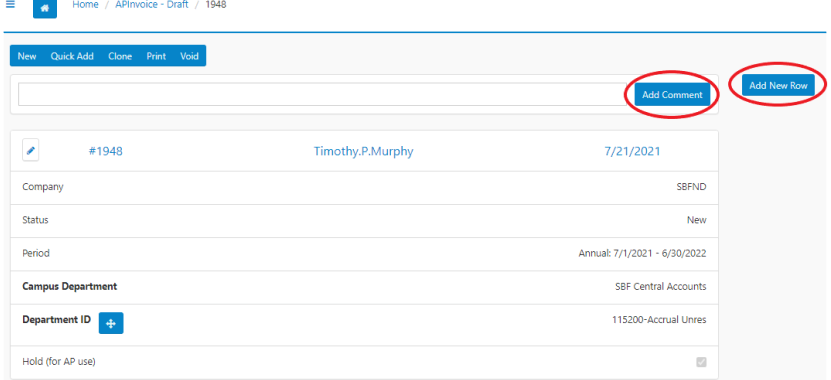 Home / APInvoice - Draft / 1948
New Quick Add Clone Print Void
Add Comment
Add New Row
#1948 Timothy.P.Murphy 7/21/2021
Company SBFND
Status New
Period Annual: 7/1/2021 - 6/30/2022
Campus Department SBF Central Accounts
Department ID 115200-Accrual Unres
Hold (for AP use)